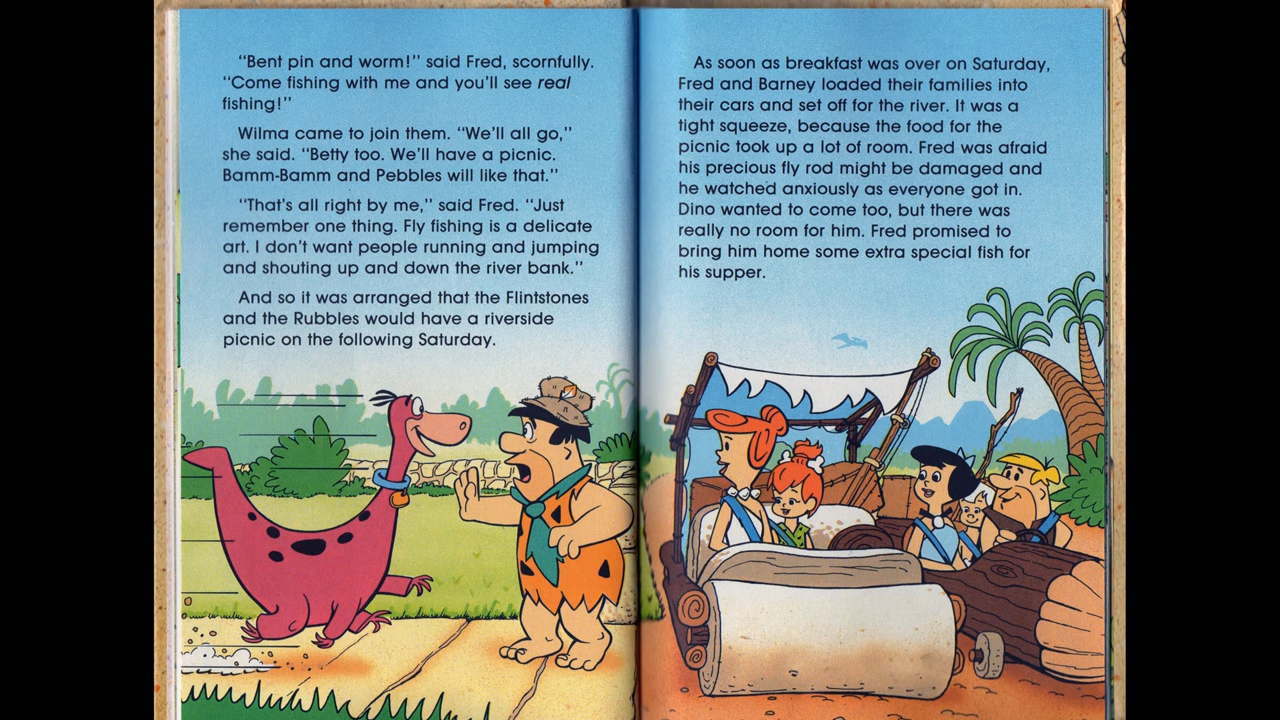 “Bent pin and worm!” said Fred, scornfully.
“Come fishing with me and you’ll see real
fishing!”
Wilma came to join them. “We’ll all go,”
she said. “Betty too. We’ll have a picnic.
Bamm-Bamm and Pebbles will like that.”
“That’s all right by me,” said Fred. “Just
remember one thing. Fly fishing is a delicate
art. I don’t want people running and jumping
and shouting up and down the river bank.”
And so it was arranged that the Flintstones
and the Rubbles would have a riverside
picnic on the following Saturday.
As soon as breakfast was over on Saturday,
Fred and Barney loaded their families into
their cars and set off for the river. It was a
tight squeeze, because the food for the
picnic took up a lot of room. Fred was afraid
his precious fly rod might be damaged and
he watched anxiously as everyone got in.
Dino wanted to come too, but there was
really no room for him. Fred promised to
bring him home some extra special fish for
his supper.